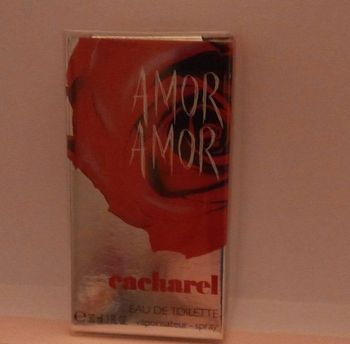 AMOR
AMOR
cacharel
EAU DE TOILETTE
vaporisateur - spray